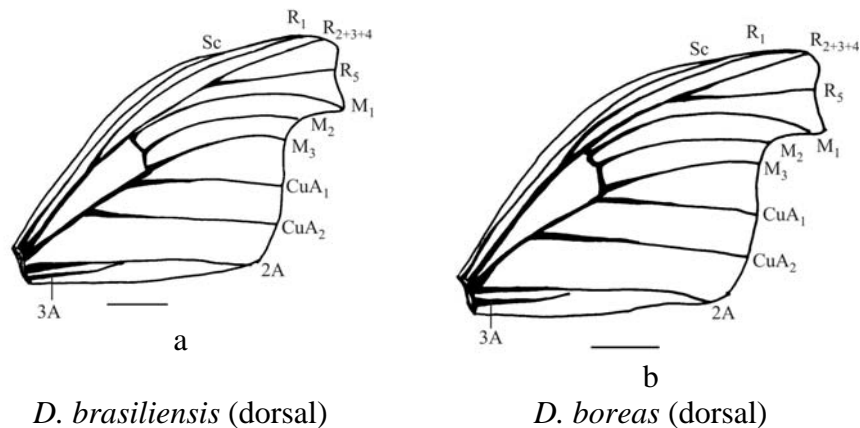 Sc
R1
R2+3+4
R5
M1
M2
M3
CuA1
CuA2
2A
3A
a
D. brasiliensis (dorsal)
Sc
R1
R2+3+4
R5
M1
M2
M3
CuA1
CuA2
2A
3A
b
D. boreas (dorsal)